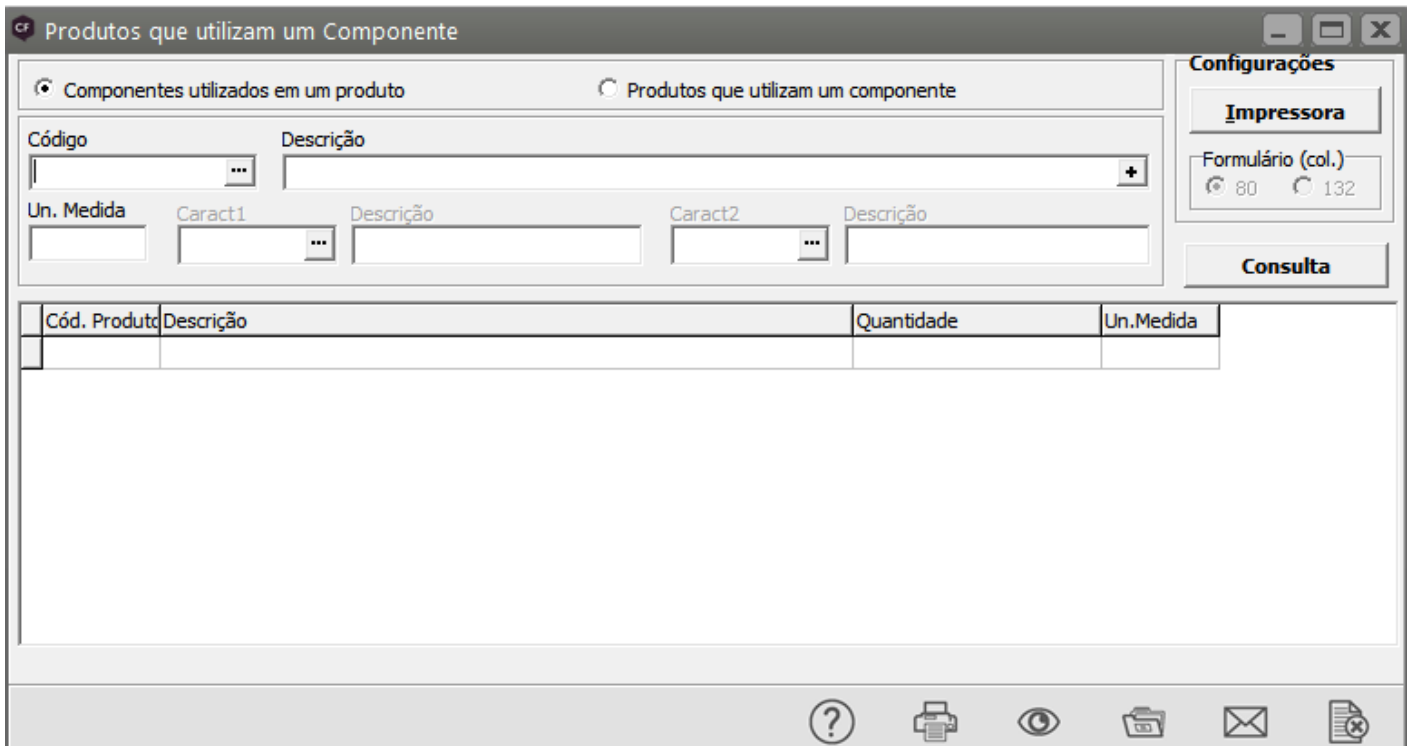 CF Produtos que utilizam um Componente
Componentes utilizados em um produto Produtos que utilizam um componente
Configurações
Impressora
Formulário (col.)
80 132
Consulta
Código Descrição
Un. Medida Caract1 Descrição Caract2 Descrição
Cód. Produto Descrição Quantidade Un.Medida